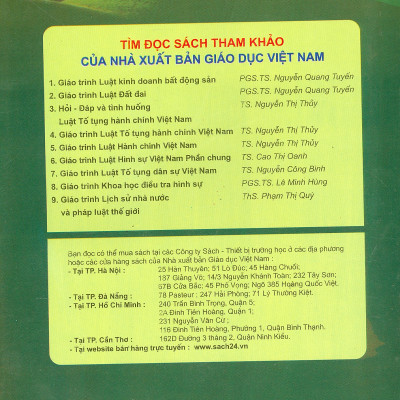 TÌM ĐỌC SÁCH THAM KHẢO
CỦA NHÀ XUẤT BẢN GIÁO DỤC VIỆT NAM
1. Giáo trình Luật kinh doanh bất động sản PGS.TS. Nguyễn Quang Tuyến
2. Giáo trình Luật Đất đai PGS.TS. Nguyễn Quang Tuyến
3. Hỏi - Đáp và tình huống TS. Nguyễn Thị Thủy
Luật Tố tụng hành chính Việt Nam
4. Giáo trình Luật Tố tụng hành chính Việt Nam TS. Nguyễn Thị Thủy
5. Giáo trình Luật Hành chính Việt Nam TS. Nguyễn Thị Thủy
6. Giáo trình Luật Hình sự Việt Nam Phần chung TS. Cao Thị Oanh
7. Giáo trình Luật Tố tụng dân sự Việt Nam TS. Nguyễn Công Bình
8. Giáo trình Khoa học điều tra hình sự PGS.TS. Lê Minh Hùng
9. Giáo trình Lịch sử nhà nước ThS. Phạm Thị Quý
và pháp luật thế giới
Bạn đọc có thể mua sách tại các Công ty Sách - Thiết bị trường học ở các địa phương
hoặc các cửa hàng sách của Nhà xuất bản Giáo dục Việt Nam :
- Tại TP. Hà Nội : 25 Hàn Thuyên; 51 Lò Đúc; 45 Hàng Chuối;
187 Giảng Võ; 14/3 Nguyễn Khánh Toàn; 232 Tây Sơn;
57B Cửa Bắc; 45 Phố Vọng; Ngõ 385 Hoàng Quốc Việt.
- Tại TP. Đà Nẵng : 78 Pasteur ; 247 Hải Phòng; 71 Lý Thường Kiệt.
- Tại TP. Hồ Chí Minh : 240 Trần Bình Trọng, Quận 5;
2A Đinh Tiên Hoàng, Quận 1;
231 Nguyễn Văn Cừ ;
116 Đinh Tiên Hoàng, Phường 1, Quận Bình Thạnh.
- Tại TP. Cần Thơ : 162D Đường 3 tháng 2, Quận Ninh Kiều.
- Tại website bán hàng trực tuyến : www.sach24.vn